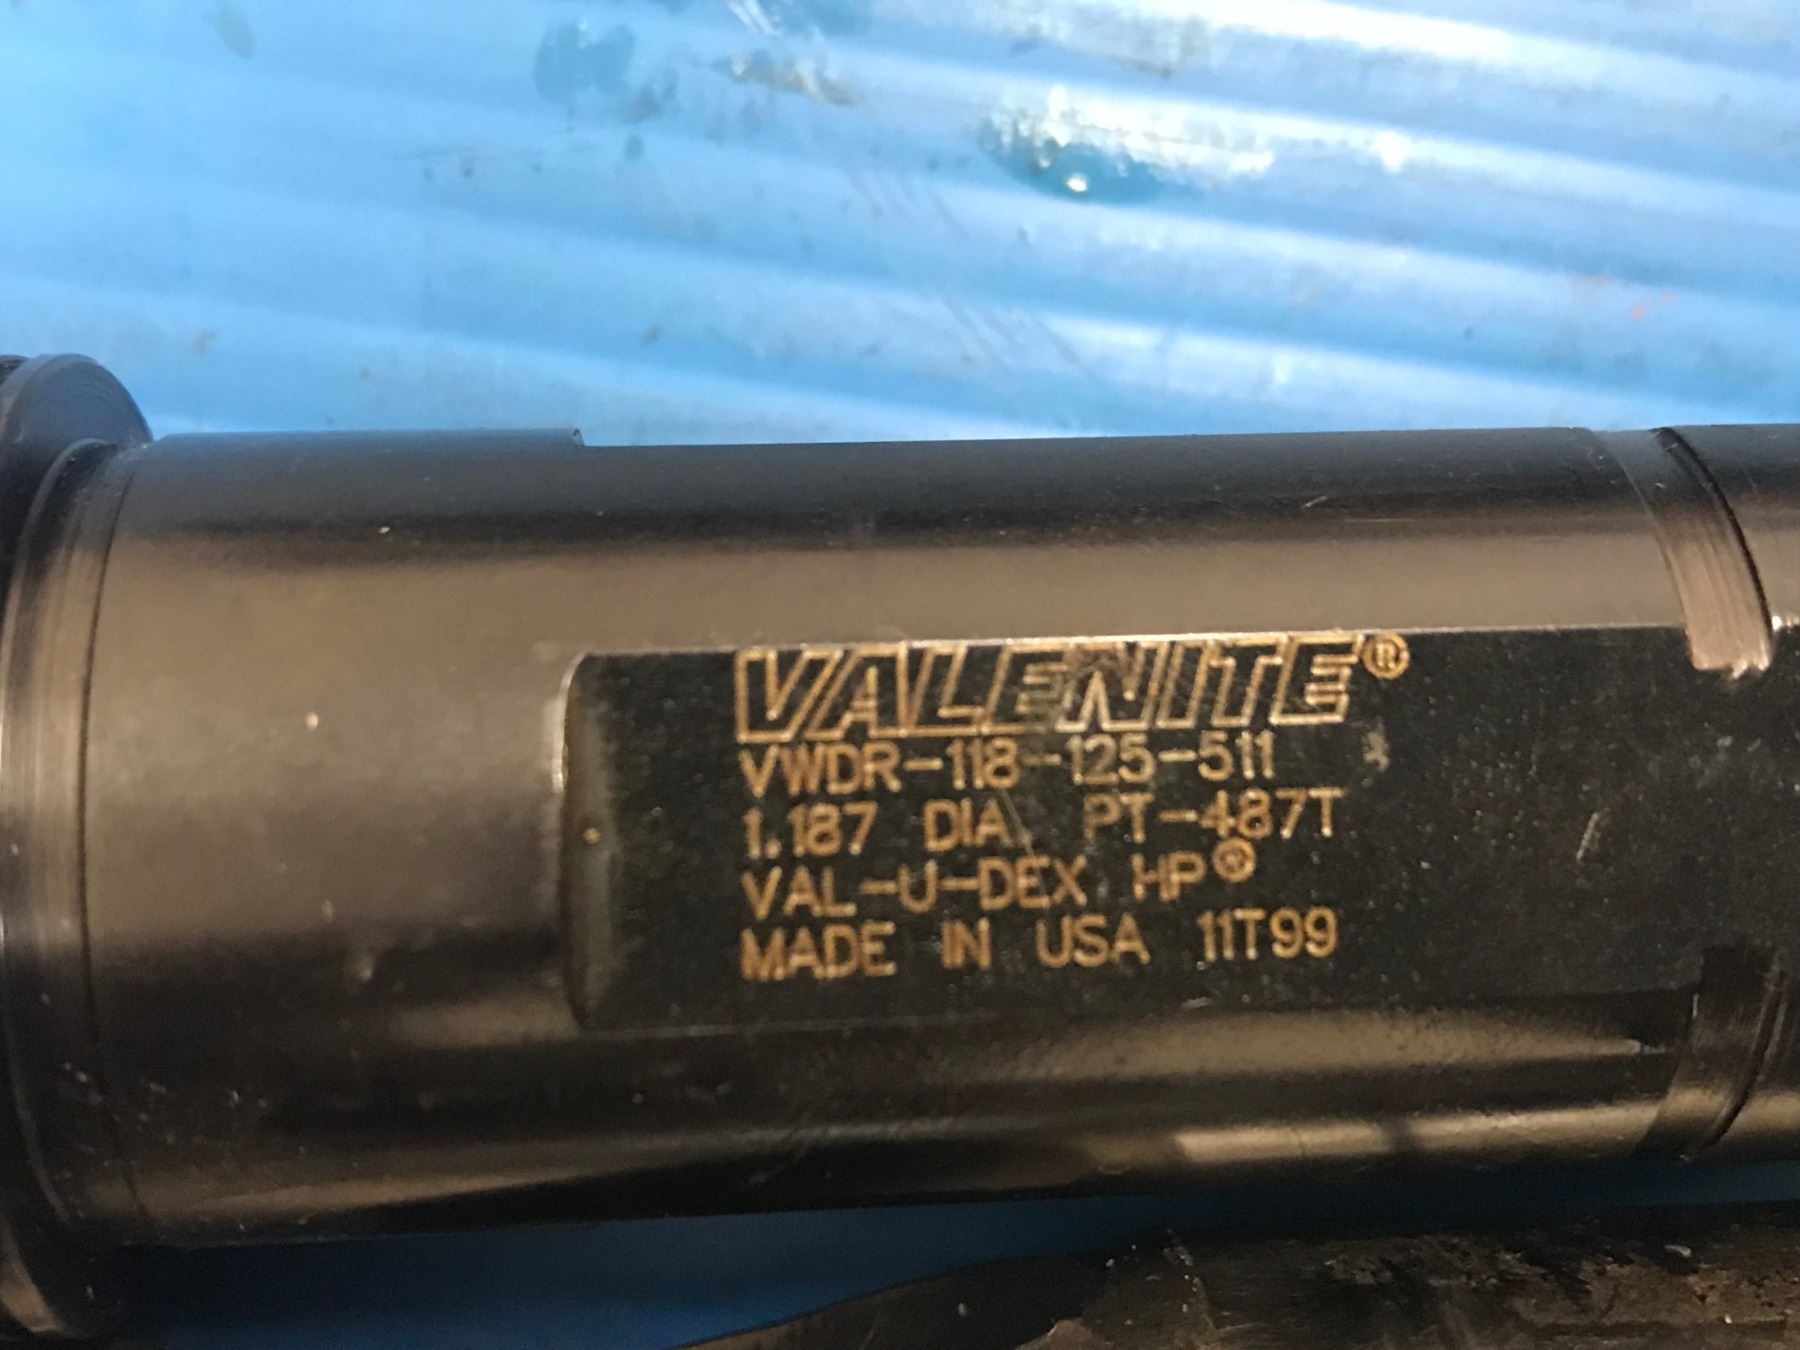 VALENITE®
VWDR-118-125-511
1.187 DIA. PT-487T
VAL-U-DEX HP®
MADE IN USA 11T99